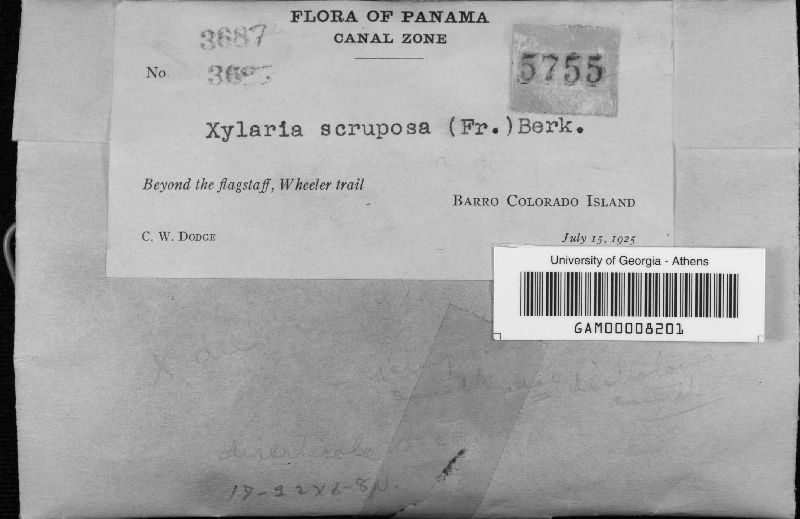 FLORA OF PANAMA
CANAL ZONE
3687
No
5755
Xylaria scruposa (Fr.)Berk.
Beyond the flagstaff, Wheeler trail
BARRO COLORADO ISLAND
C. W. DODGE
July 15, 1925
University of Georgia - Athens
GAM00008201